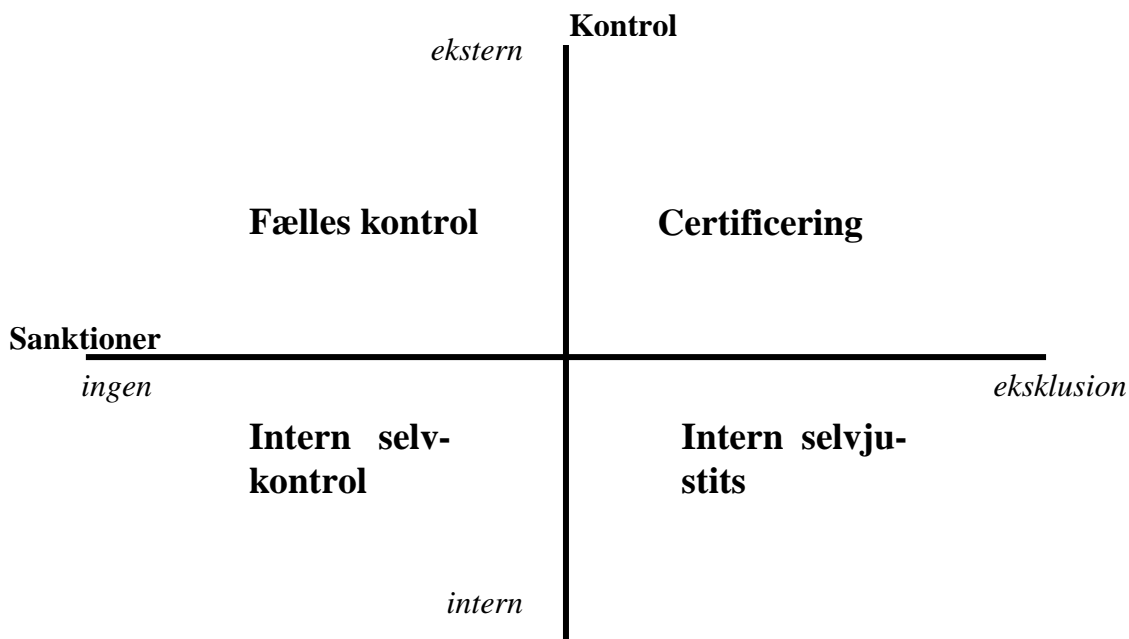 Kontrol
ekstern
Fælles kontrol
Certificering
Sanktioner
ingen
eksklusion
Intern selv-
kontrol
Intern selvju-
stits
intern